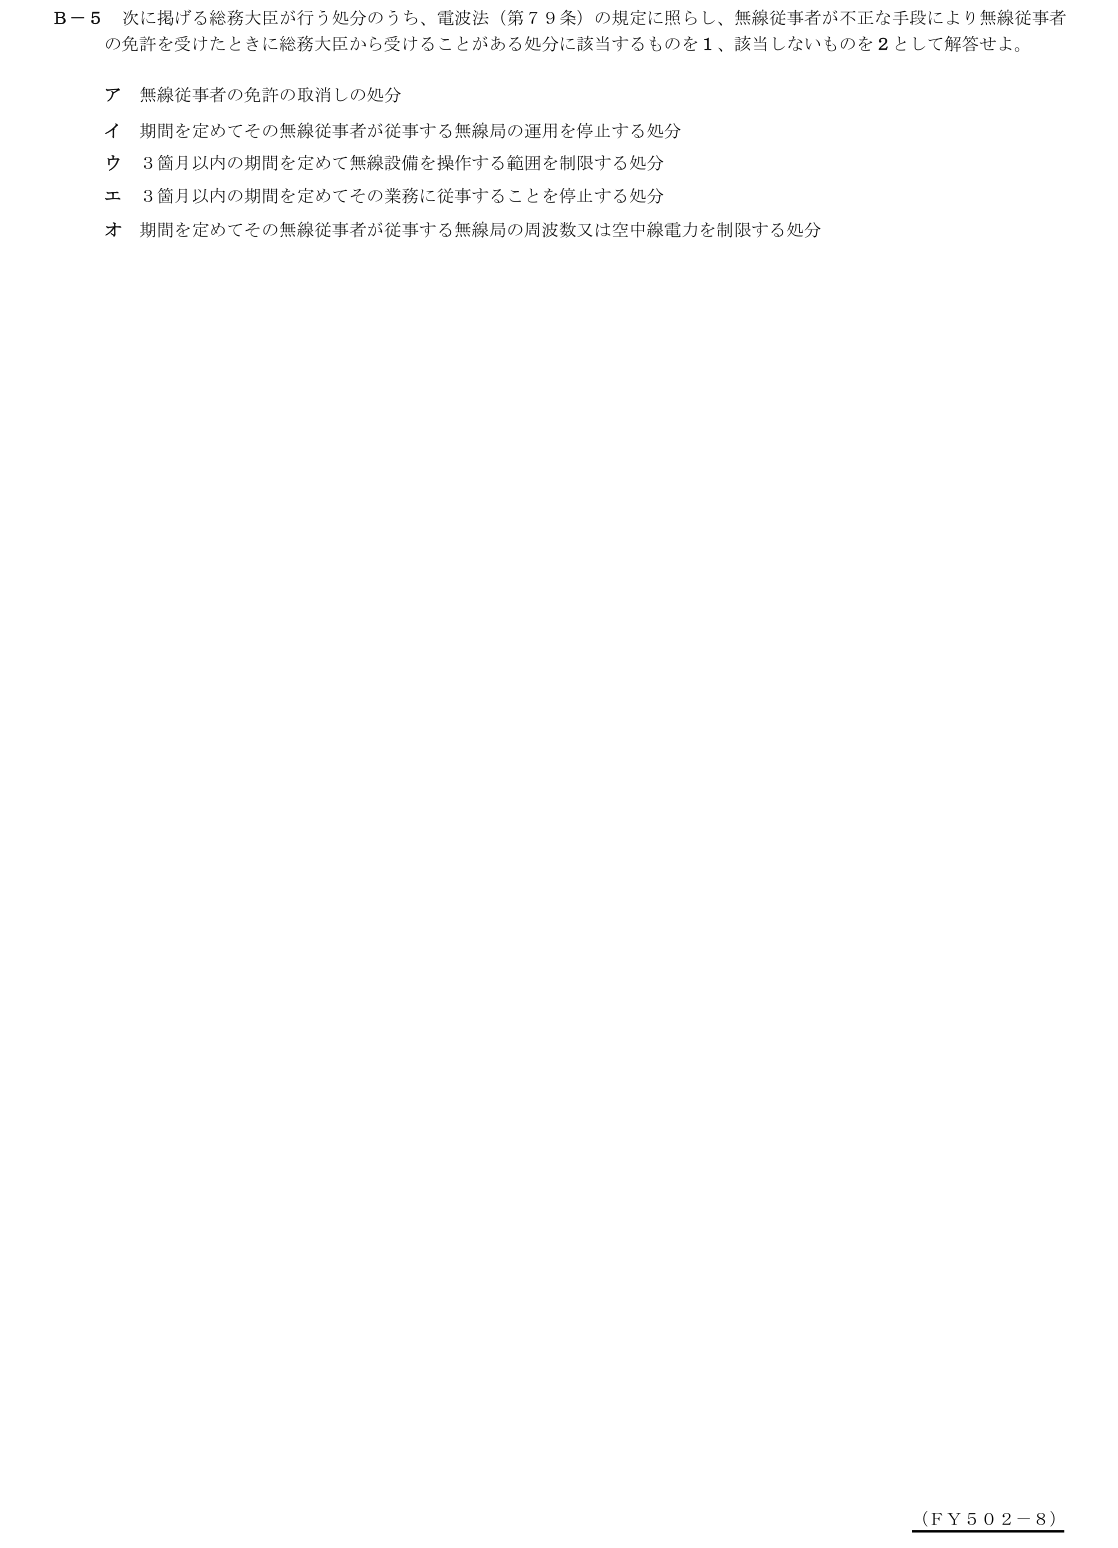 Ｂ－５　次に掲げる総務大臣が行う処分のうち、電波法（第７９条）の規定に照らし、無線従事者が不正な手段により無線従事者
の免許を受けたときに総務大臣から受けることがある処分に該当するものを１、該当しないものを２として解答せよ。
ア　無線従事者の免許の取消しの処分
イ　期間を定めてその無線従事者が従事する無線局の運用を停止する処分
ウ　３箇月以内の期間を定めて無線設備を操作する範囲を制限する処分
エ　３箇月以内の期間を定めてその業務に従事することを停止する処分
オ　期間を定めてその無線従事者が従事する無線局の周波数又は空中線電力を制限する処分
（ＦＹ５０２－８）